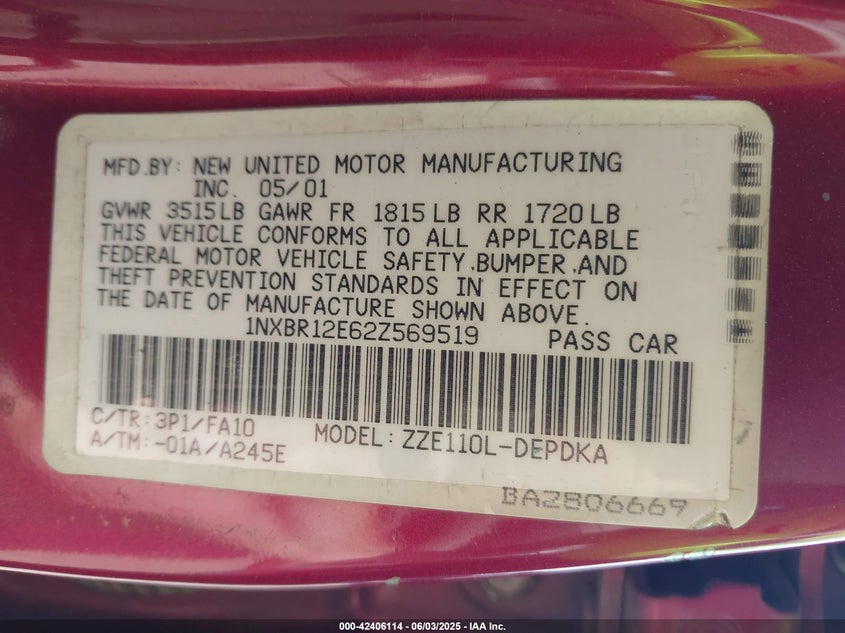 MFD.BY: NEW UNITED MOTOR MANUFACTURING
INC. 05/01
GVWR 3515LB GAWR FR 1815LB RR 1720LB
THIS VEHICLE CONFORMS TO ALL APPLICABLE
FEDERAL MOTOR VEHICLE SAFETY,BUMPER,AND
THEFT PREVENTION STANDARDS IN EFFECT ON
THE DATE OF MANUFACTURE SHOWN ABOVE.
1NXBR12E62Z569519 PASS CAR
C/TR:3P1/FA10
A/TM:-01A/A245E
MODEL:ZZE110L-DEPDKA
BA2806669
000-42406114 - 06/03/2025 - IAA Inc.